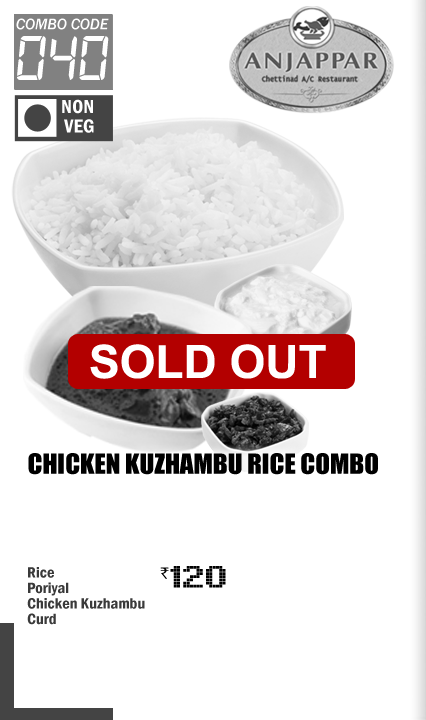 COMBO CODE
040
NON
VEG
ANJAPPAR
Chettinad A/C Restaurant
SOLD OUT
CHICKEN KUZHAMBU RICE COMBO
Rice
Poriyal
Chicken Kuzhambu
Curd
₹120